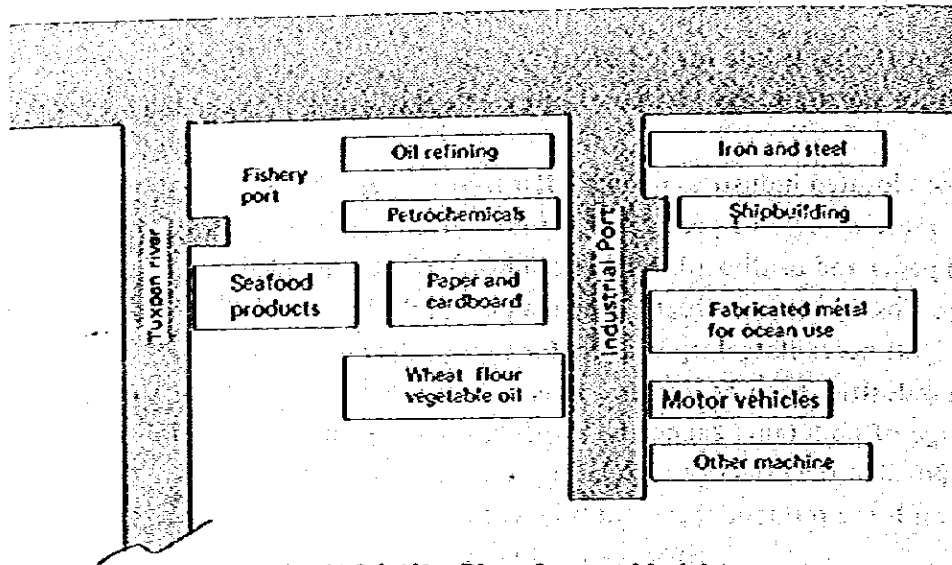 Oil refining
Iron and steel
Fishery
port
Petrochemicals
Shipbuilding
Tuxpan river
Industrial Port
Seafood
products
Paper and
cardboard
Fabricated metal
for ocean use
Wheat flour
vegetable oil
Motor vehicles
Other machine